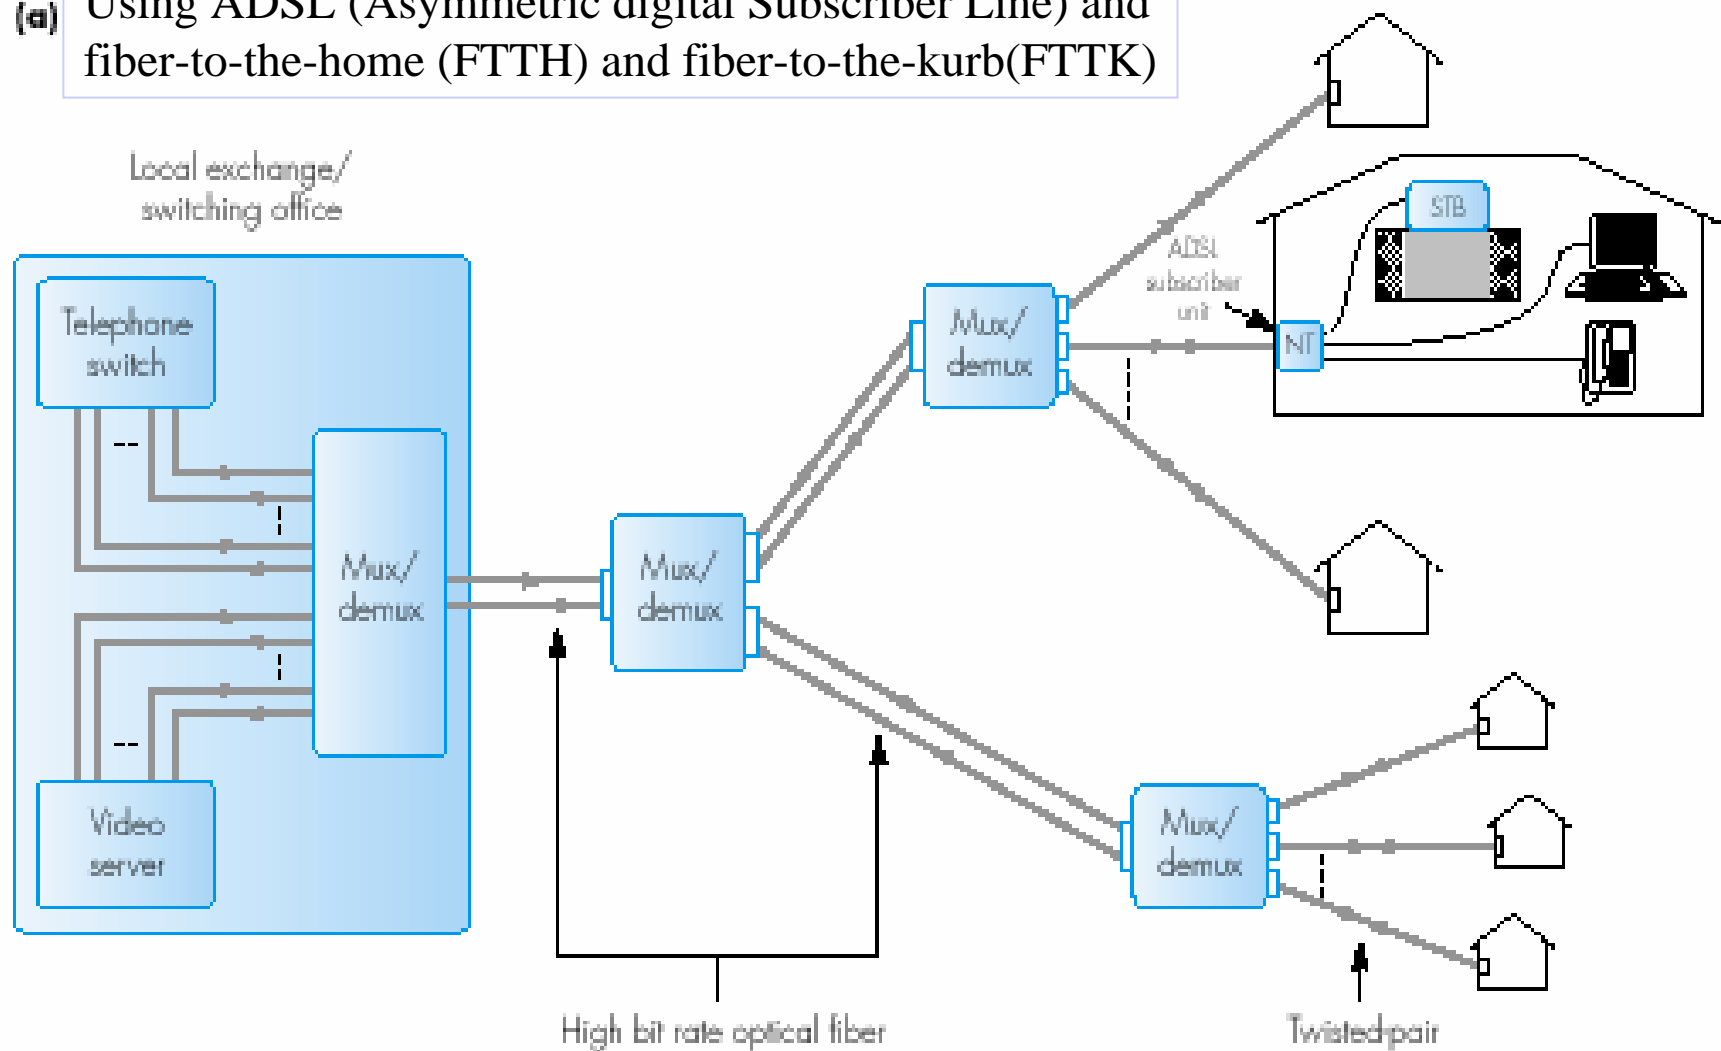 (a)
Using ADSL (Asymmetric digital Subscriber Line) and
fiber-to-the-home (FTTH) and fiber-to-the-kurb(FTTK)
Local exchange/
switching office
Telephone
switch
Mux/
demux
Video
server
Mux/
demux
Mux/
demux
ADSL
subscriber
unit
NT
STB
Mux/
demux
High bit rate optical fiber
Twisted-pair